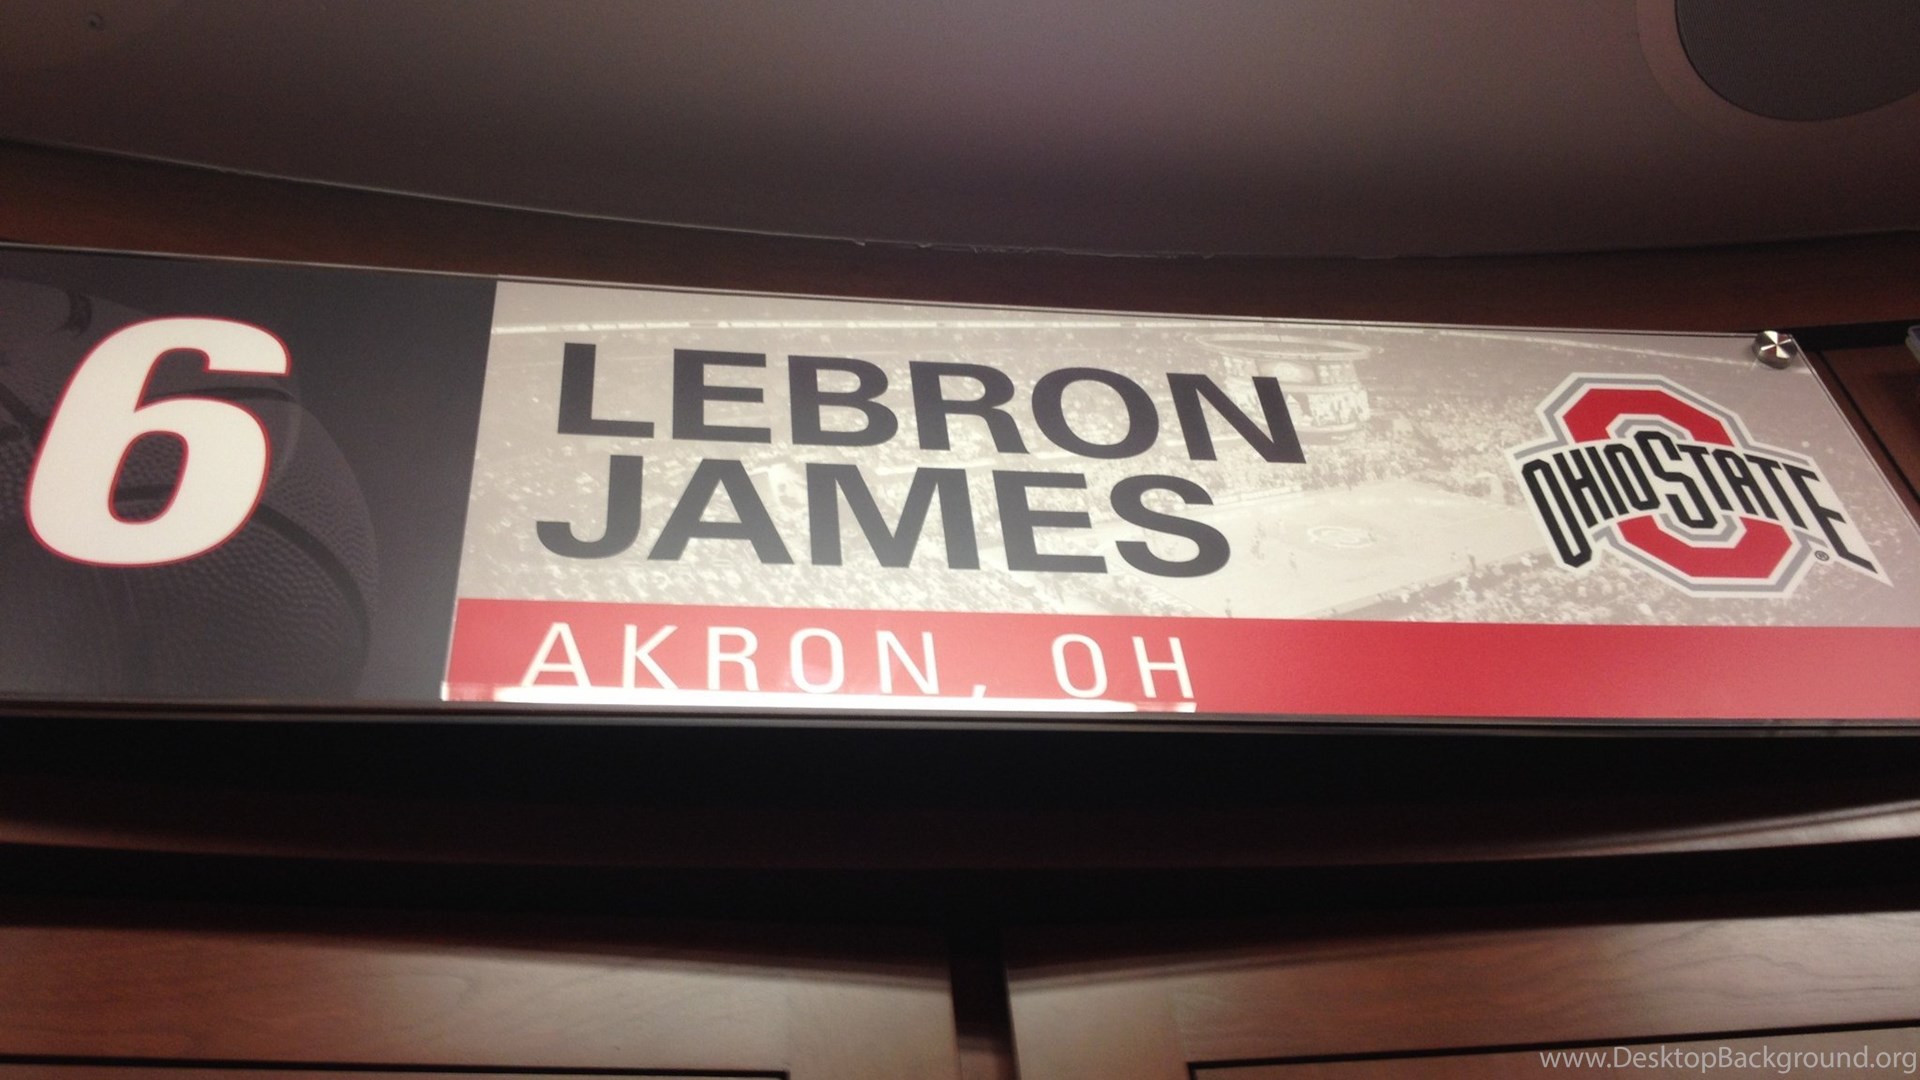 6
LEBRON
JAMES
OHIO STATE ®
AKRON, OH
www.DesktopBackground.org